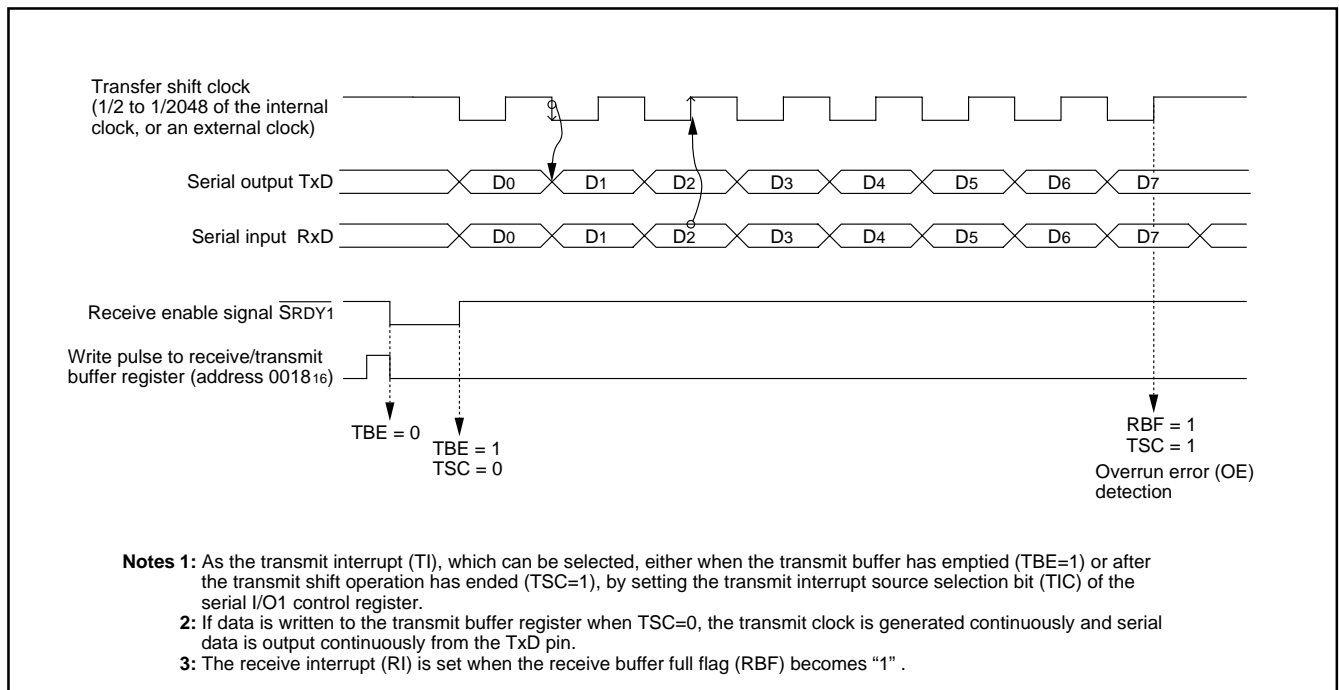 Transfer shift clock
(1/2 to 1/2048 of the internal
clock, or an external clock)
Serial output TxD
D0 D1 D2 D3 D4 D5 D6 D7
Serial input RxD
D0 D1 D2 D3 D4 D5 D6 D7
Receive enable signal SRDY1
Write pulse to receive/transmit
buffer register (address 001816)
TBE = 0
TBE = 1
TSC = 0
RBF = 1
TSC = 1
Overrun error (OE)
detection
Notes 1: As the transmit interrupt (TI), which can be selected, either when the transmit buffer has emptied (TBE=1) or after
the transmit shift operation has ended (TSC=1), by setting the transmit interrupt source selection bit (TIC) of the
serial I/O1 control register.
2: If data is written to the transmit buffer register when TSC=0, the transmit clock is generated continuously and serial
data is output continuously from the TxD pin.
3: The receive interrupt (RI) is set when the receive buffer full flag (RBF) becomes “1” .